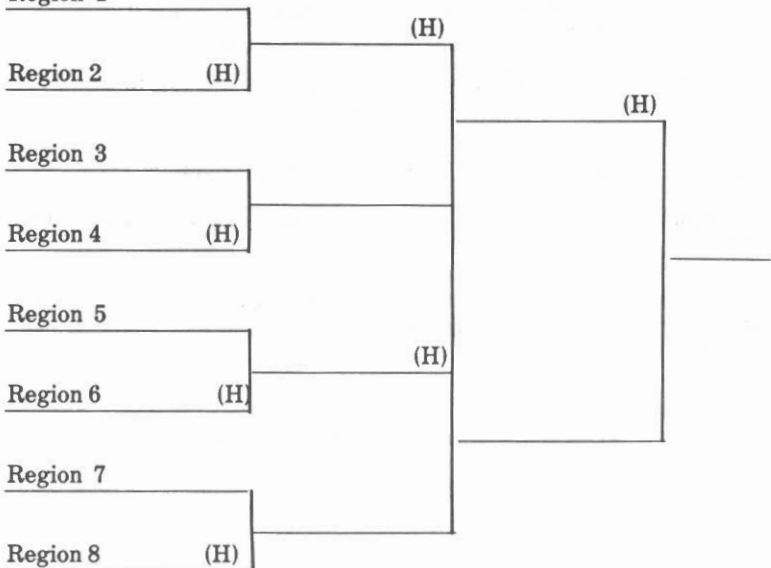 (H)
Region 2 (H)
(H)
Region 3
Region 4 (H)
Region 5
(H)
Region 6 (H)
Region 7
Region 8 (H)